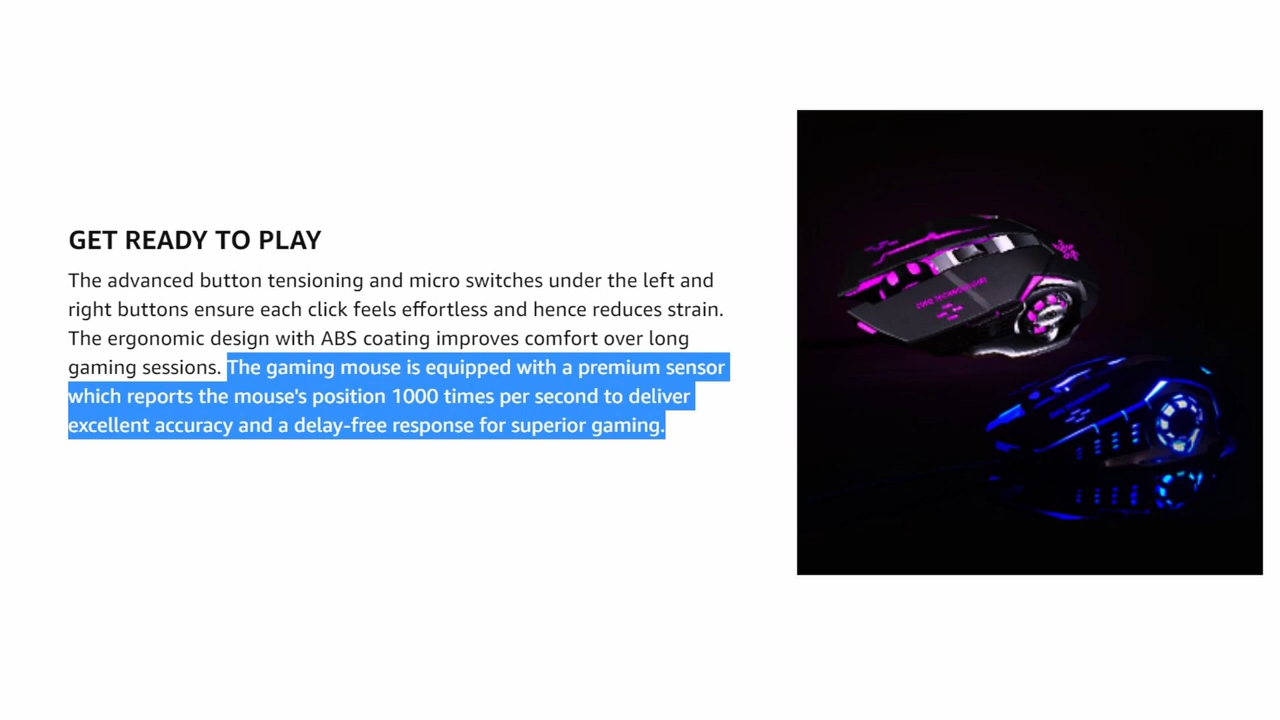 GET READY TO PLAY
The advanced button tensioning and micro switches under the left and
right buttons ensure each click feels effortless and hence reduces strain.
The ergonomic design with ABS coating improves comfort over long
gaming sessions. The gaming mouse is equipped with a premium sensor
which reports the mouse's position 1000 times per second to deliver
excellent accuracy and a delay-free response for superior gaming.